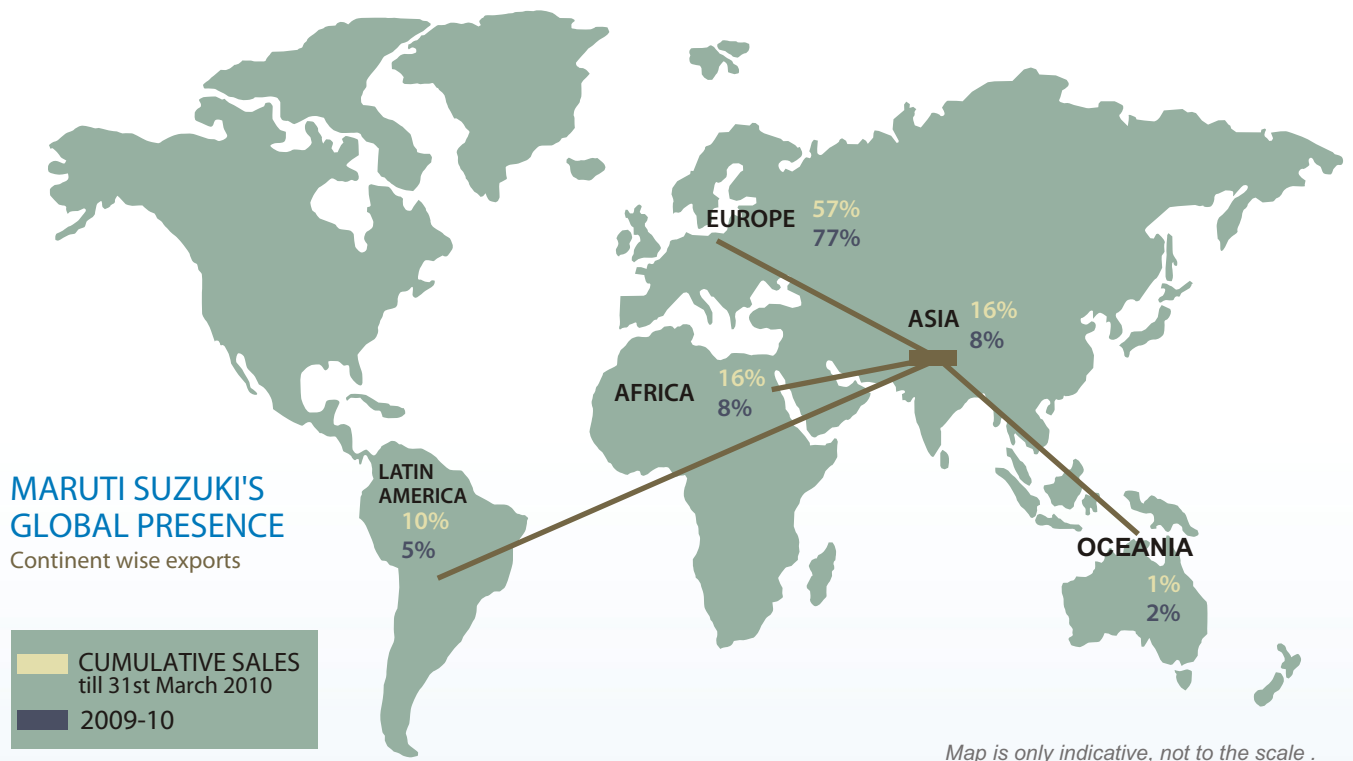 EUROPE 57%
77%
ASIA 16%
8%
AFRICA 16%
8%
LATIN
AMERICA
10%
5%
OCEANIA
1%
2%
MARUTI SUZUKI'S
GLOBAL PRESENCE
Continent wise exports
CUMULATIVE SALES
till 31st March 2010
2009-10
Map is only indicative, not to the scale .